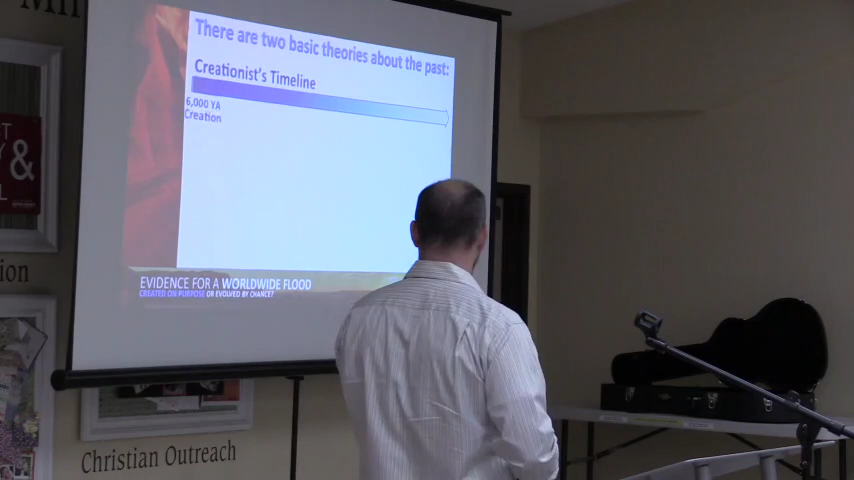 There are two basic theories about the past:
Creationist's Timeline
6,000 YA
Creation
EVIDENCE FOR A WORLDWIDE FLOOD
CREATED ON PURPOSE OR EVOLVED BY CHANCE?
&
Christian Outreach